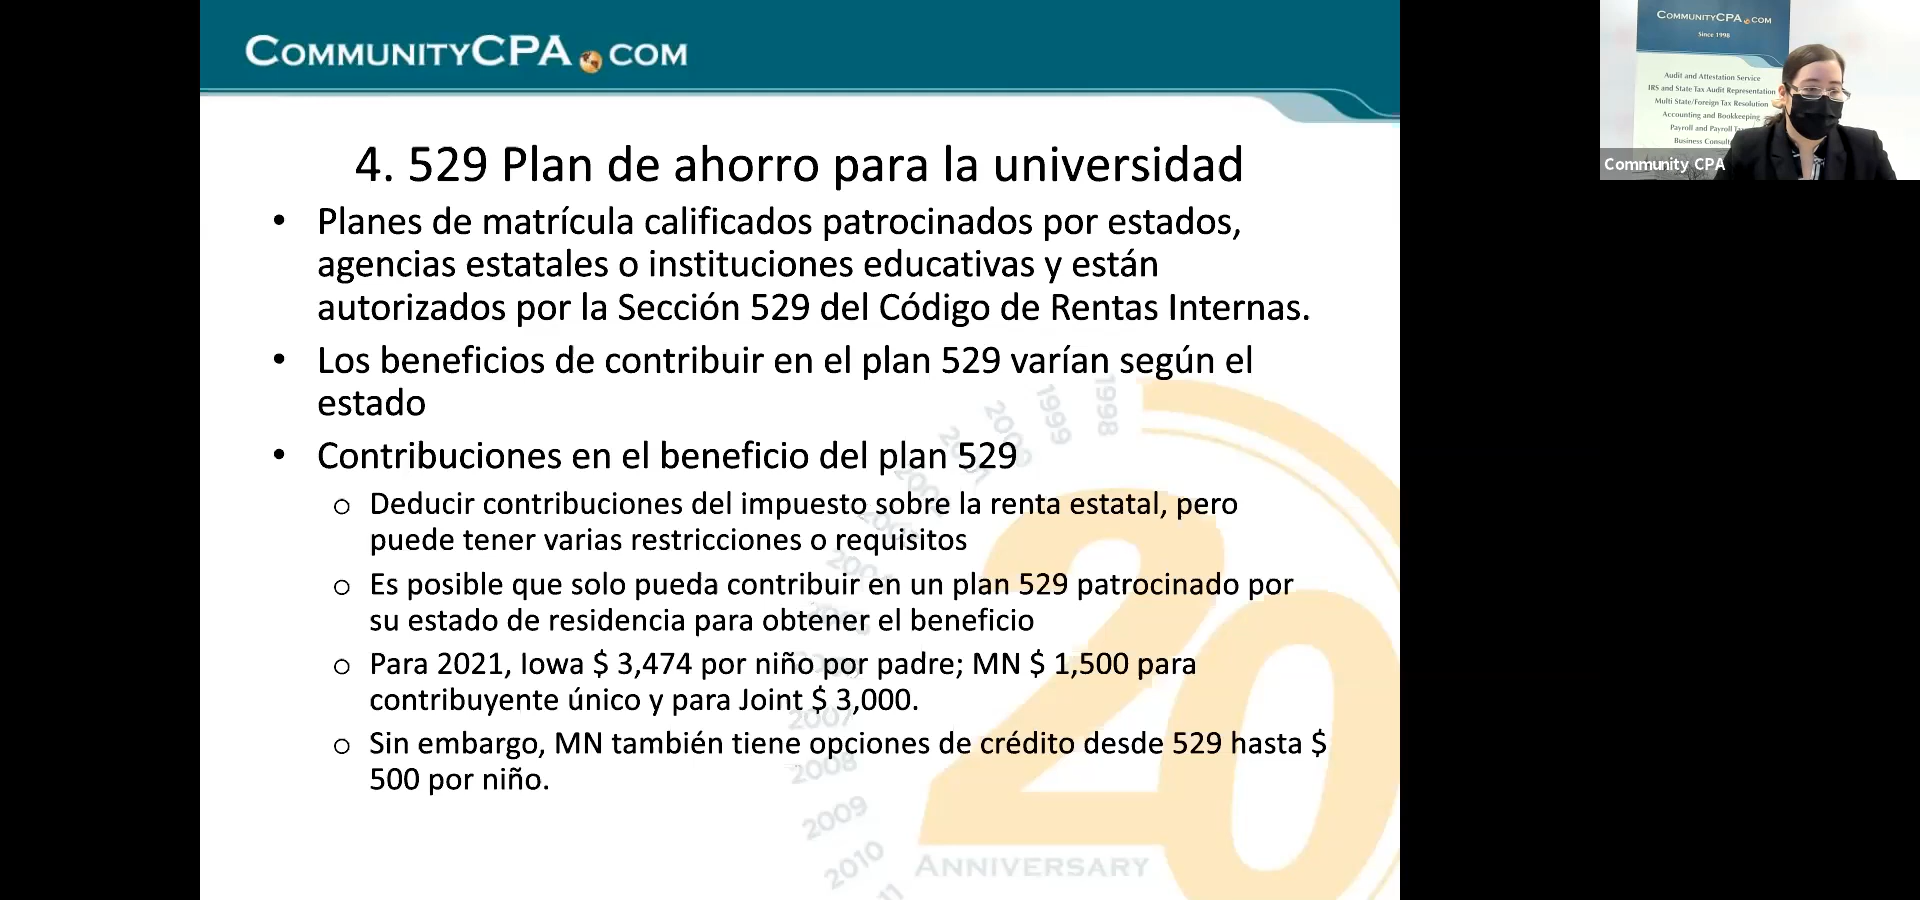 COMMUNITYCPA.COM
4. 529 Plan de ahorro para la universidad
• Planes de matrícula calificados patrocinados por estados,
agencias estatales o instituciones educativas y están
autorizados por la Sección 529 del Código de Rentas Internas.
• Los beneficios de contribuir en el plan 529 varían según el
estado
• Contribuciones en el beneficio del plan 529
o Deducir contribuciones del impuesto sobre la renta estatal, pero
puede tener varias restricciones o requisitos
o Es posible que solo pueda contribuir en un plan 529 patrocinado por
su estado de residencia para obtener el beneficio
o Para 2021, Iowa $ 3,474 por niño por padre; MN $ 1,500 para
contribuyente único y para Joint $ 3,000.
o Sin embargo, MN también tiene opciones de crédito desde 529 hasta $
500 por niño.
1998
1999
2000
2007
2008
2009
2010
20
ANNIVERSARY
COMMUNITYCPA.COM
Since 1998
Audit and Attestation Service
IRS and State Tax Audit Representation
Multi State/Foreign Tax Resolution
Accounting and Bookkeeping
Payroll and Payroll
Business
Community CPA